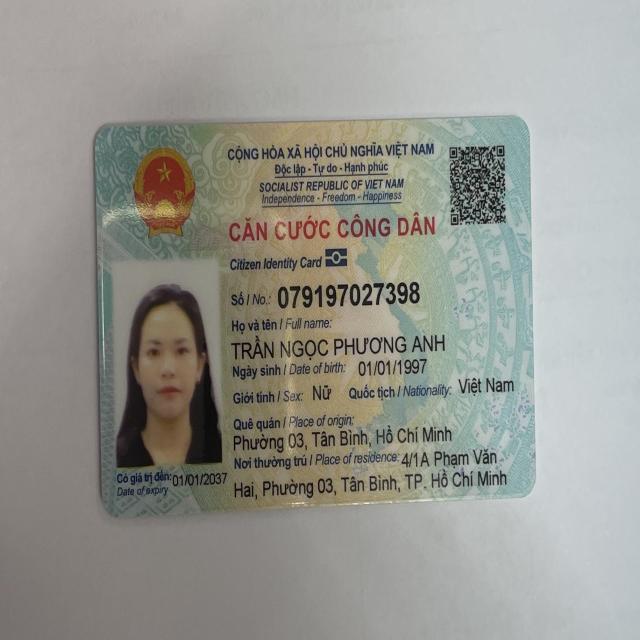 CỘNG HÒA XÃ HỘI CHỦ NGHĨA VIỆT NAM
Độc lập - Tự do - Hạnh phúc
SOCIALIST REPUBLIC OF VIET NAM
Independence - Freedom - Happiness
CĂN CƯỚC CÔNG DÂN
Citizen Identity Card
Số / No.: 079197027398
Họ và tên / Full name:
TRẦN NGỌC PHƯƠNG ANH
Ngày sinh / Date of birth: 01/01/1997
Giới tính / Sex: Nữ Quốc tịch / Nationality: Việt Nam
Quê quán / Place of origin:
Phường 03, Tân Bình, Hồ Chí Minh
Nơi thường trú / Place of residence: 4/1A Phạm Văn
Hai, Phường 03, Tân Bình, TP. Hồ Chí Minh
Có giá trị đến: 01/01/2037
Date of expiry